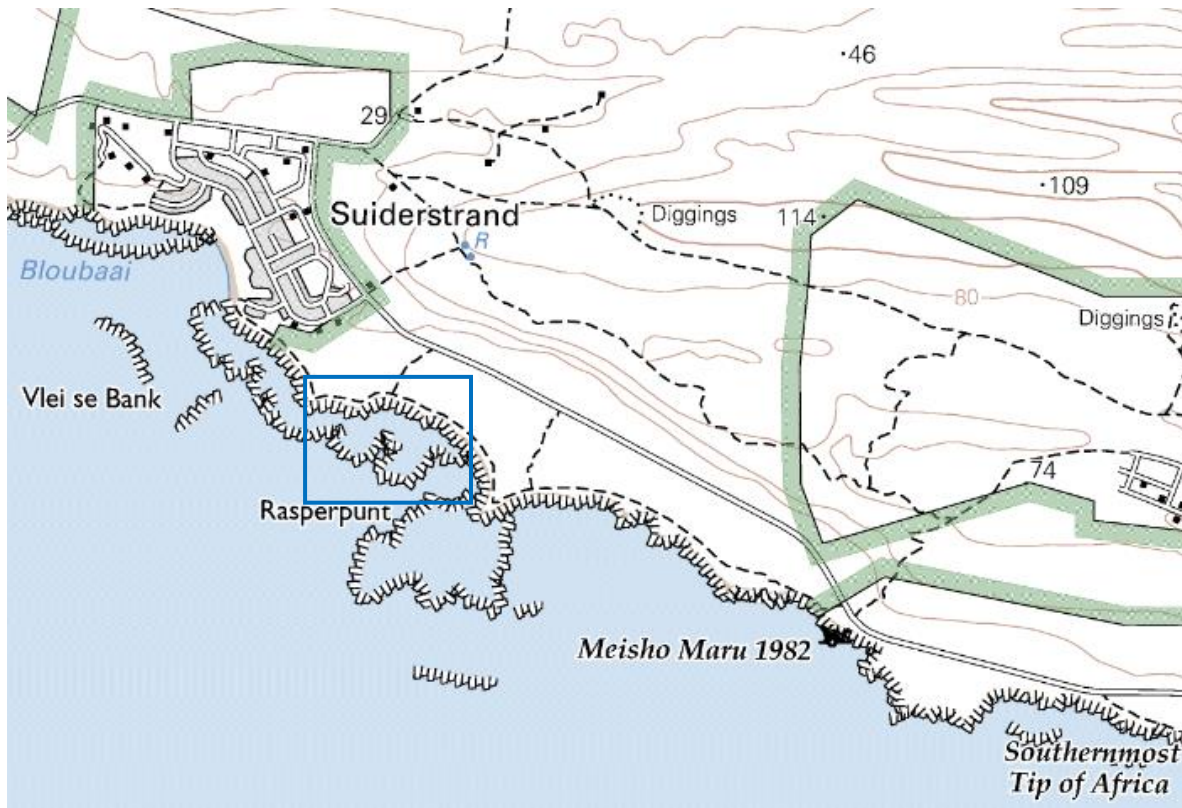 46
29
109
Suiderstrand
Diggings
114
R
Bloubaai
80
Diggings
Vlei se Bank
74
Rasperpunt
Meisho Maru 1982
Southernmost
Tip of Africa